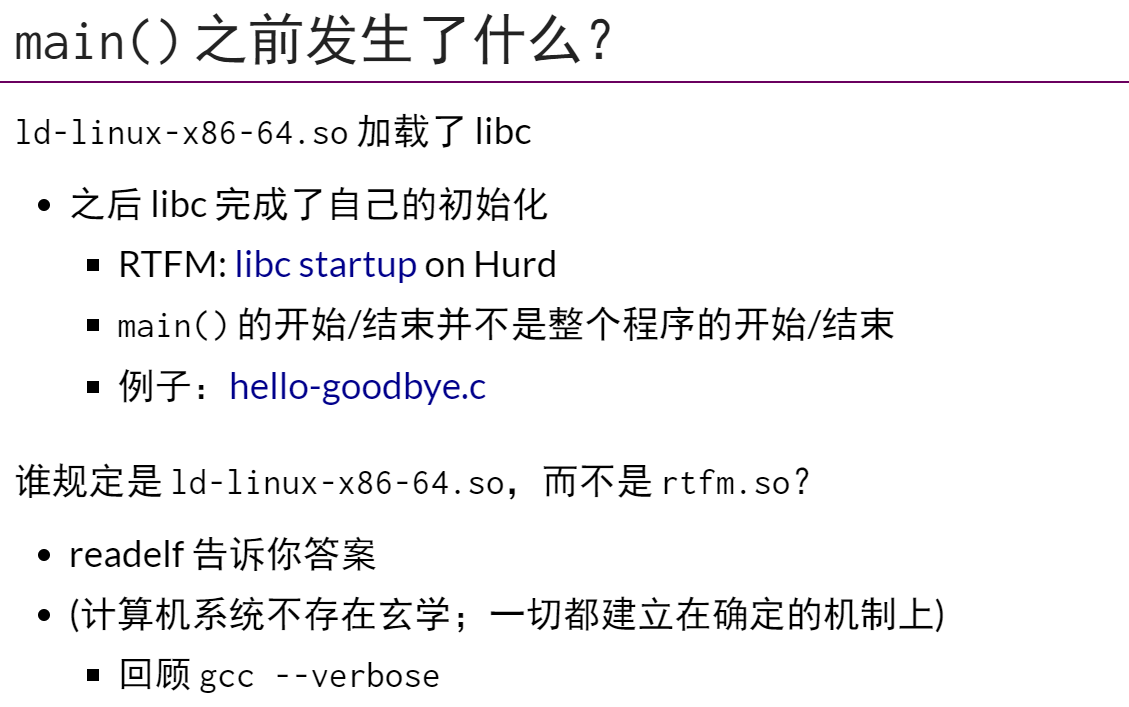 main() 之前发生了什么？
ld-linux-x86-64.so 加载了 libc
• 之后 libc 完成了自己的初始化
▪ RTFM: libc startup on Hurd
▪ main() 的开始/结束并不是整个程序的开始/结束
▪ 例子：hello-goodbye.c
谁规定是 ld-linux-x86-64.so，而不是 rtfm.so？
• readelf 告诉你答案
• (计算机系统不存在玄学；一切都建立在确定的机制上)
▪ 回顾 gcc --verbose